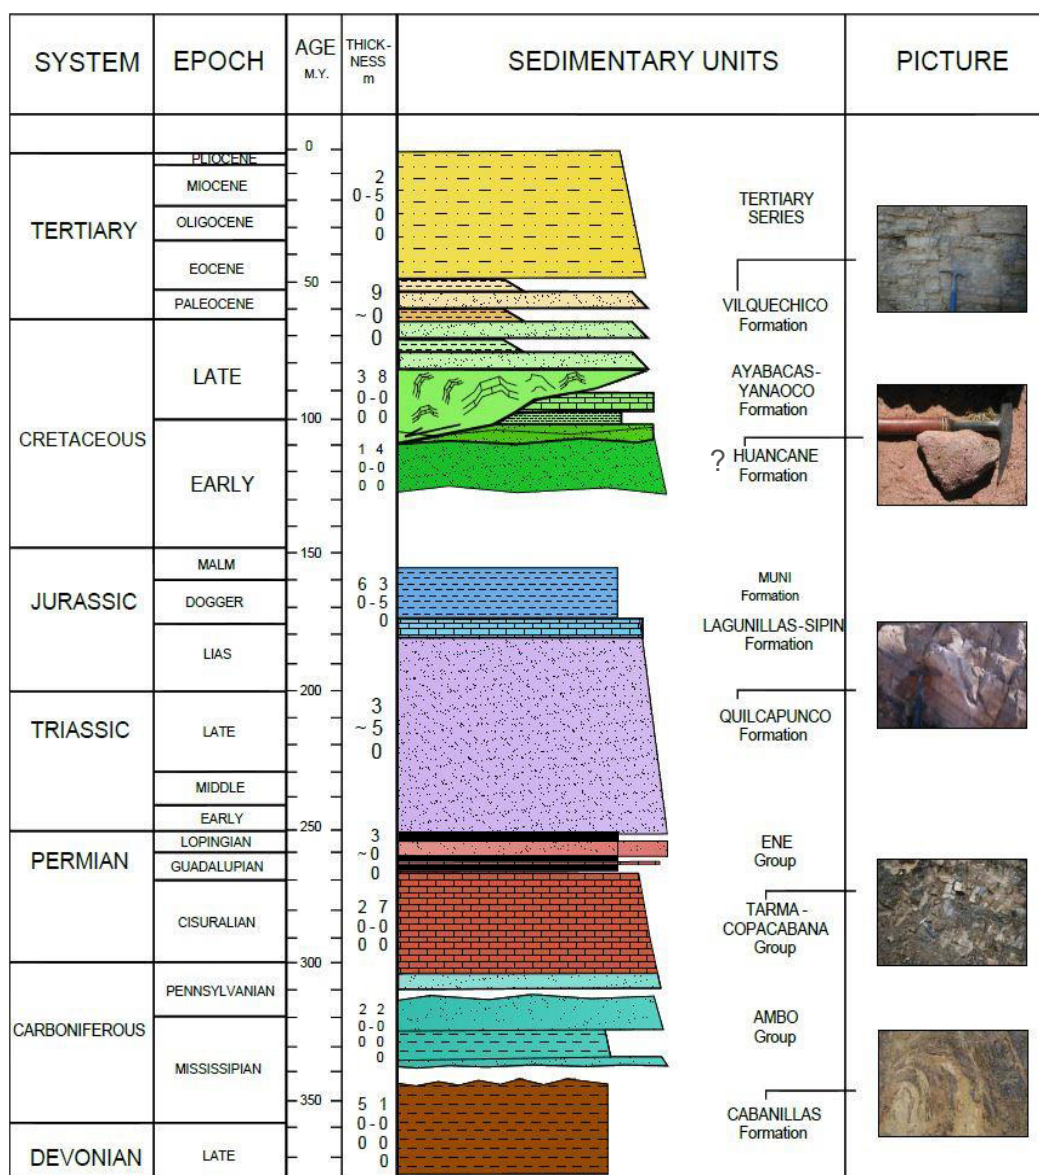 SYSTEM
EPOCH
AGE
M.Y.
THICK-
NESS
m
SEDIMENTARY UNITS
PICTURE
TERTIARY
CRETACEOUS
JURASSIC
TRIASSIC
PERMIAN
CARBONIFEROUS
DEVONIAN
PLIOCENE
MIOCENE
OLIGOCENE
EOCENE
PALEOCENE
LATE
EARLY
MALM
DOGGER
LIAS
LATE
MIDDLE
EARLY
LOPINGIAN
GUADALUPIAN
CISURALIAN
PENNSYLVANIAN
MISSISSIPIAN
LATE
0
50
100
150
200
250
300
350
2
0-5
0
0
9
~0
0
3 8
0-0
0 0
1 4
0-0
0 0
6 3
0-5
0
3
~5
0
3
~0
0
2 7
0-0
0 0
2 2
0-0
0 0
0
5 1
0-0
0 0
0
TERTIARY
SERIES
VILQUECHICO
Formation
AYABACAS-
YANAOCO
Formation
? HUANCANE
Formation
MUNI
Formation
LAGUNILLAS-SIPIN
Formation
QUILCAPUNCO
Formation
ENE
Group
TARMA-
COPACABANA
Group
AMBO
Group
CABANILLAS
Formation